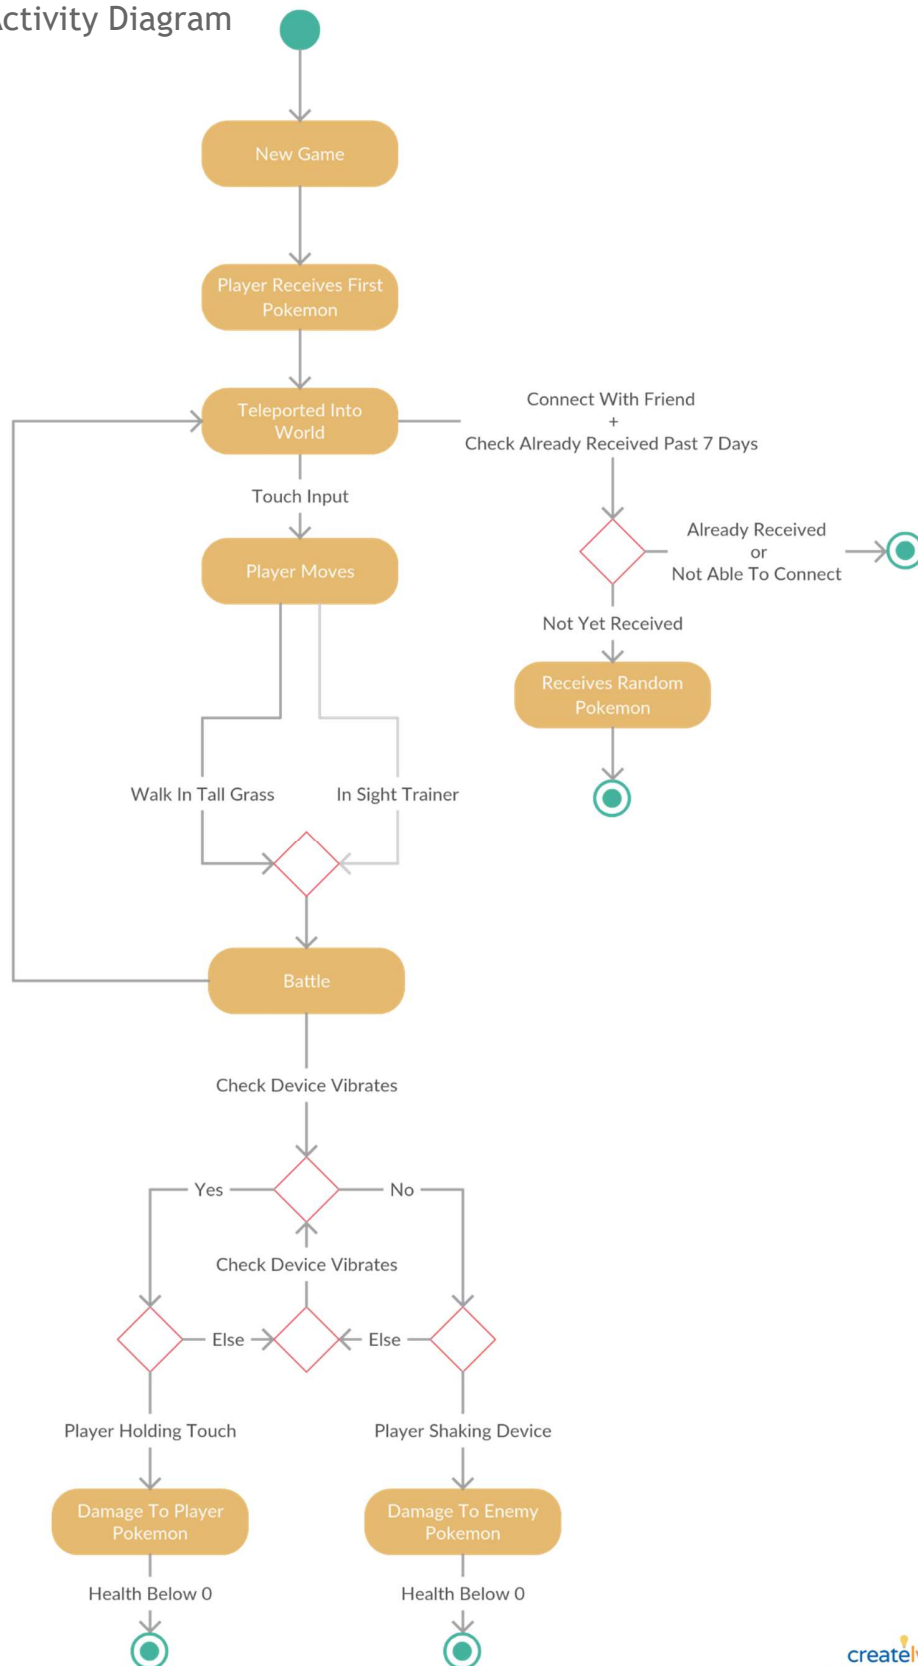 Activity Diagram
New Game
Player Receives First
Pokemon
Teleported Into
World
Connect With Friend
+
Check Already Received Past 7 Days
Touch Input
Player Moves
Already Received
or
Not Able To Connect
Not Yet Received
Receives Random
Pokemon
Walk In Tall Grass
In Sight Trainer
Battle
Check Device Vibrates
Yes
No
Check Device Vibrates
Else
Else
Player Holding Touch
Player Shaking Device
Damage To Player
Pokemon
Damage To Enemy
Pokemon
Health Below 0
Health Below 0
creately